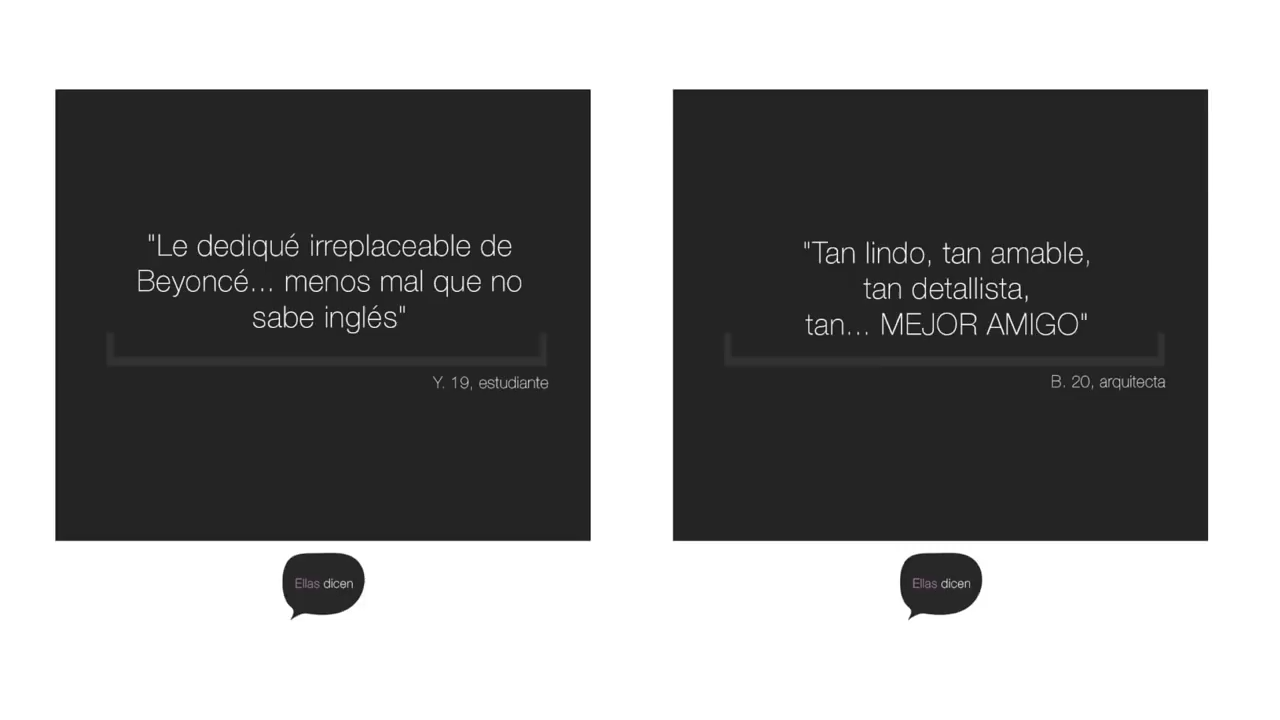 "Le dediqué irreplaceable de
Beyoncé... menos mal que no
sabe inglés"
Y. 19, estudiante
Ellas dicen
"Tan lindo, tan amable,
tan detallista,
tan... MEJOR AMIGO"
B. 20, arquitecta
Ellas dicen